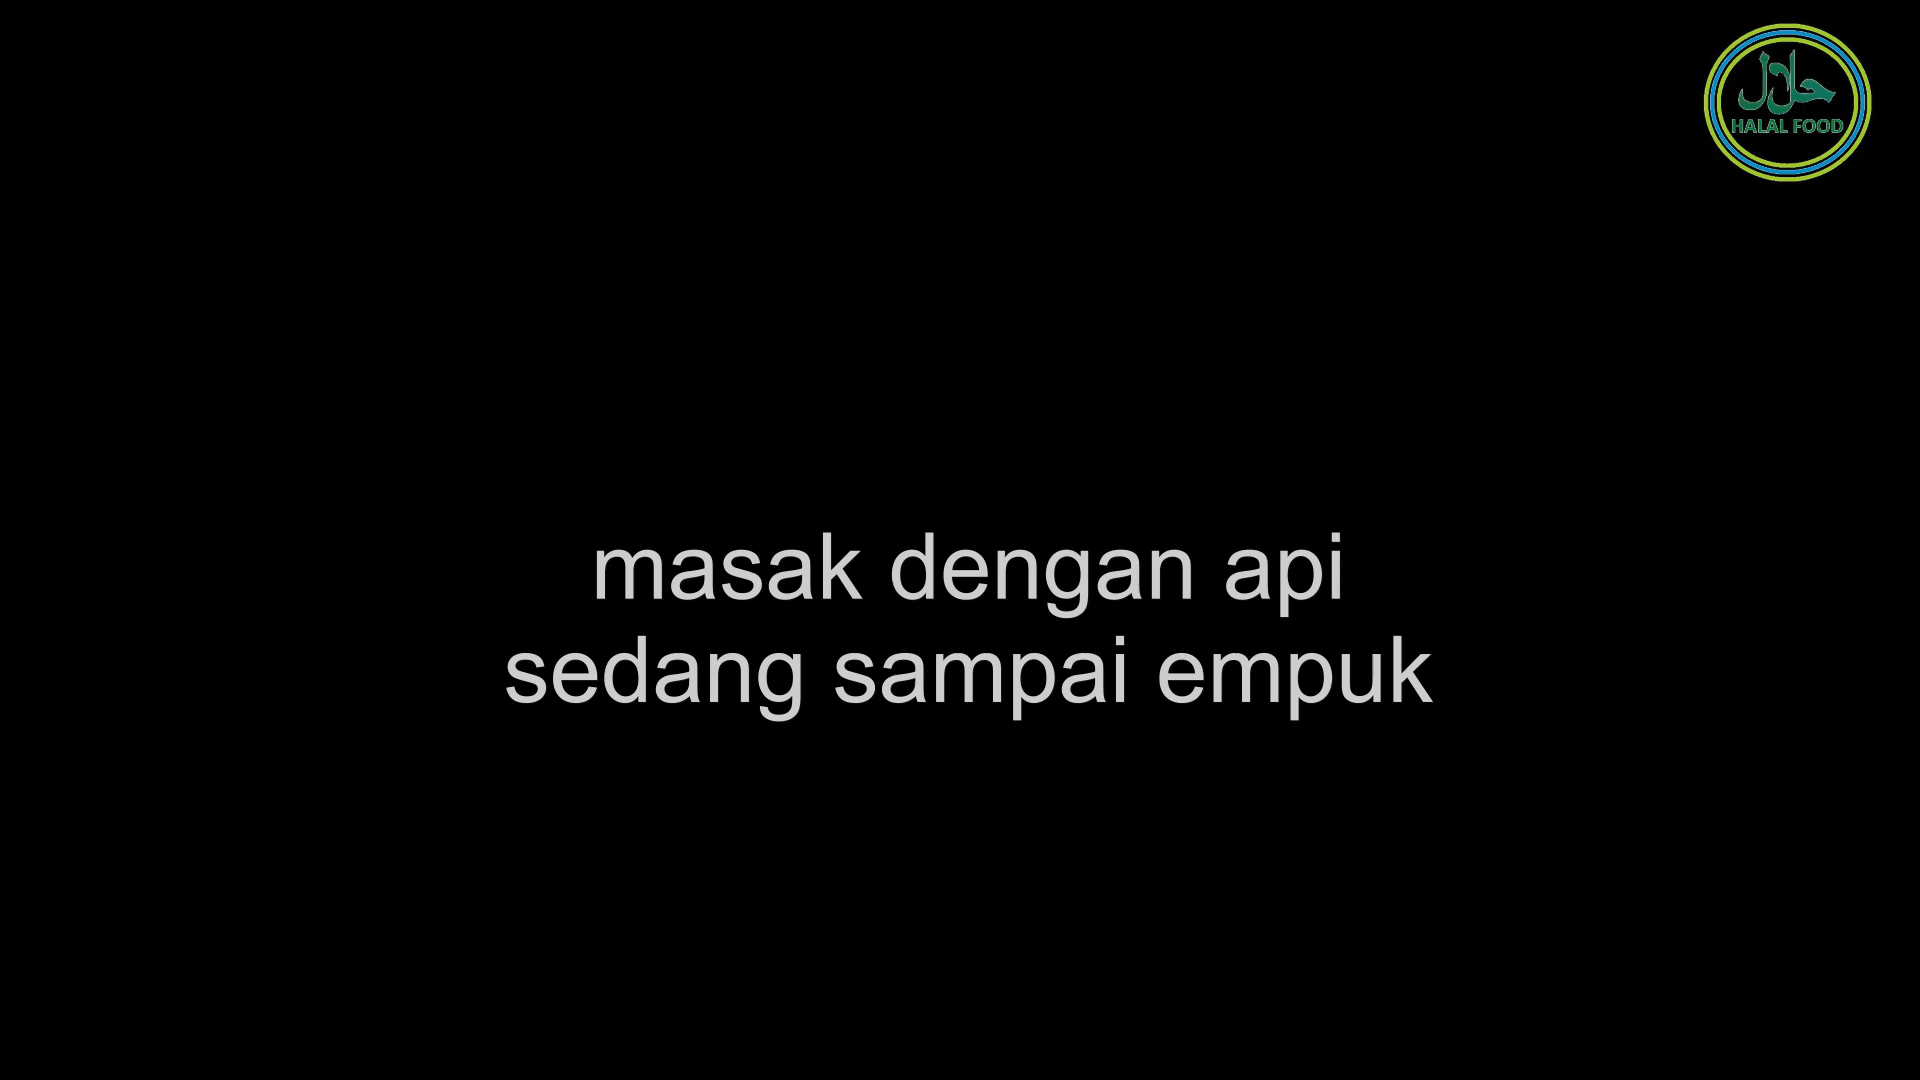 حلال
HALAL FOOD
masak dengan api
sedang sampai empuk